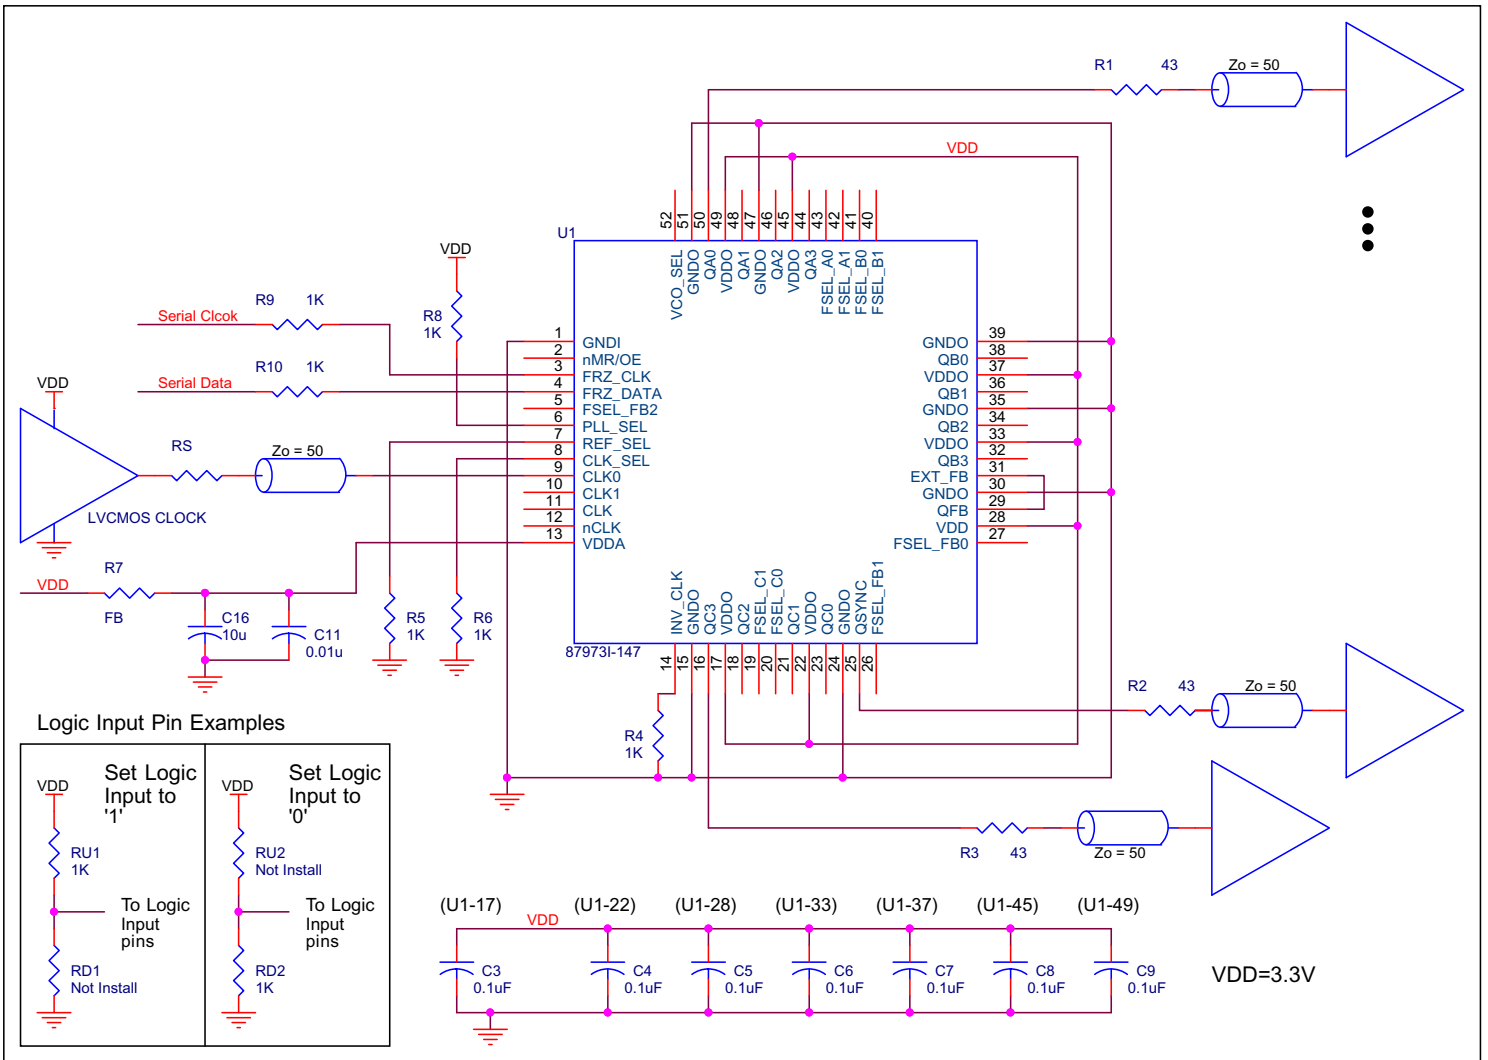 R1 43 Zo = 50
VDD
U1
52 51 50 49 48 47 46 45 44 43 42 41 40
VCO_SEL GNDO QA0 VDDO QA1 GNDO QA2 VDDO QA3 FSEL_A0 FSEL_A1 FSEL_B0 FSEL_B1
VDD
R8
1K
R9 1K
Serial Clcok
R10 1K
Serial Data
VDD
RS
Zo = 50
LVCMOS CLOCK
1 GNDI
2 nMR/OE
3 FRZ_CLK
4 FRZ_DATA
5 FSEL_FB2
6 PLL_SEL
7 REF_SEL
8 CLK_SEL
9 CLK0
10 CLK1
11 CLK
12 nCLK
13 VDDA
GNDO 39
QB0 38
VDDO 37
QB1 36
GNDO 35
QB2 34
VDDO 33
QB3 32
EXT_FB 31
GNDO 30
QFB 29
VDD 28
FSEL_FB0 27
INV_CLK GNDO QC3 VDDO QC2 FSEL_C1 FSEL_C0 QC1 VDDO QC0 GNDO QSYNC FSEL_FB1
14 15 16 17 18 19 20 21 22 23 24 25 26
87973I-147
VDD
R7
FB
C16
10u
C11
0.01u
R5
1K
R6
1K
R4
1K
R2 43 Zo = 50
R3 43 Zo = 50
Logic Input Pin Examples
VDD
Set Logic
Input to
'1'
RU1
1K
To Logic
Input
pins
RD1
Not Install
VDD
Set Logic
Input to
'0'
RU2
Not Install
To Logic
Input
pins
RD2
1K
(U1-17) (U1-22) (U1-28) (U1-33) (U1-37) (U1-45) (U1-49)
VDD
C3 C4 C5 C6 C7 C8 C9
0.1uF 0.1uF 0.1uF 0.1uF 0.1uF 0.1uF 0.1uF
VDD=3.3V